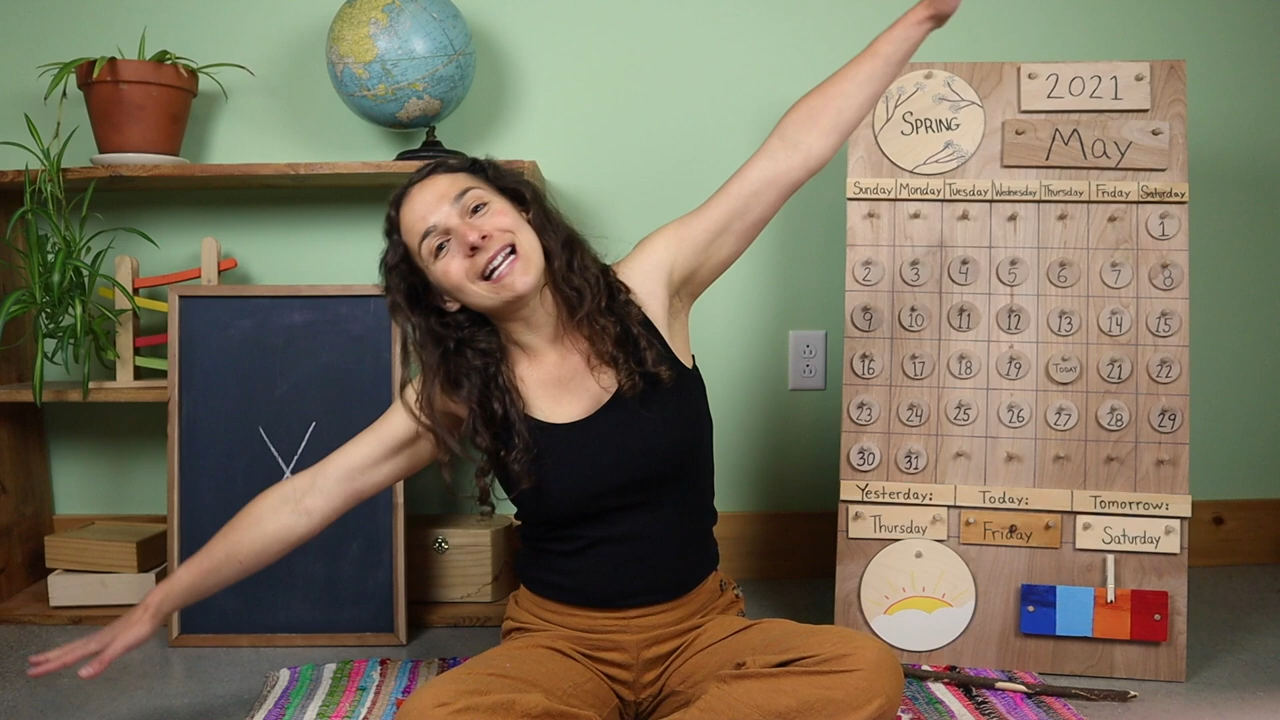 SPRING
2021
May
Sunday Monday Tuesday Wednesday Thursday Friday Saturday
1
2 3 4 5 6 7 8
9 10 11 12 13 14 15
16 17 18 19 TODAY 21 22
23 24 25 26 27 28 29
30 31
Yesterday: Today: Tomorrow:
Thursday Friday Saturday